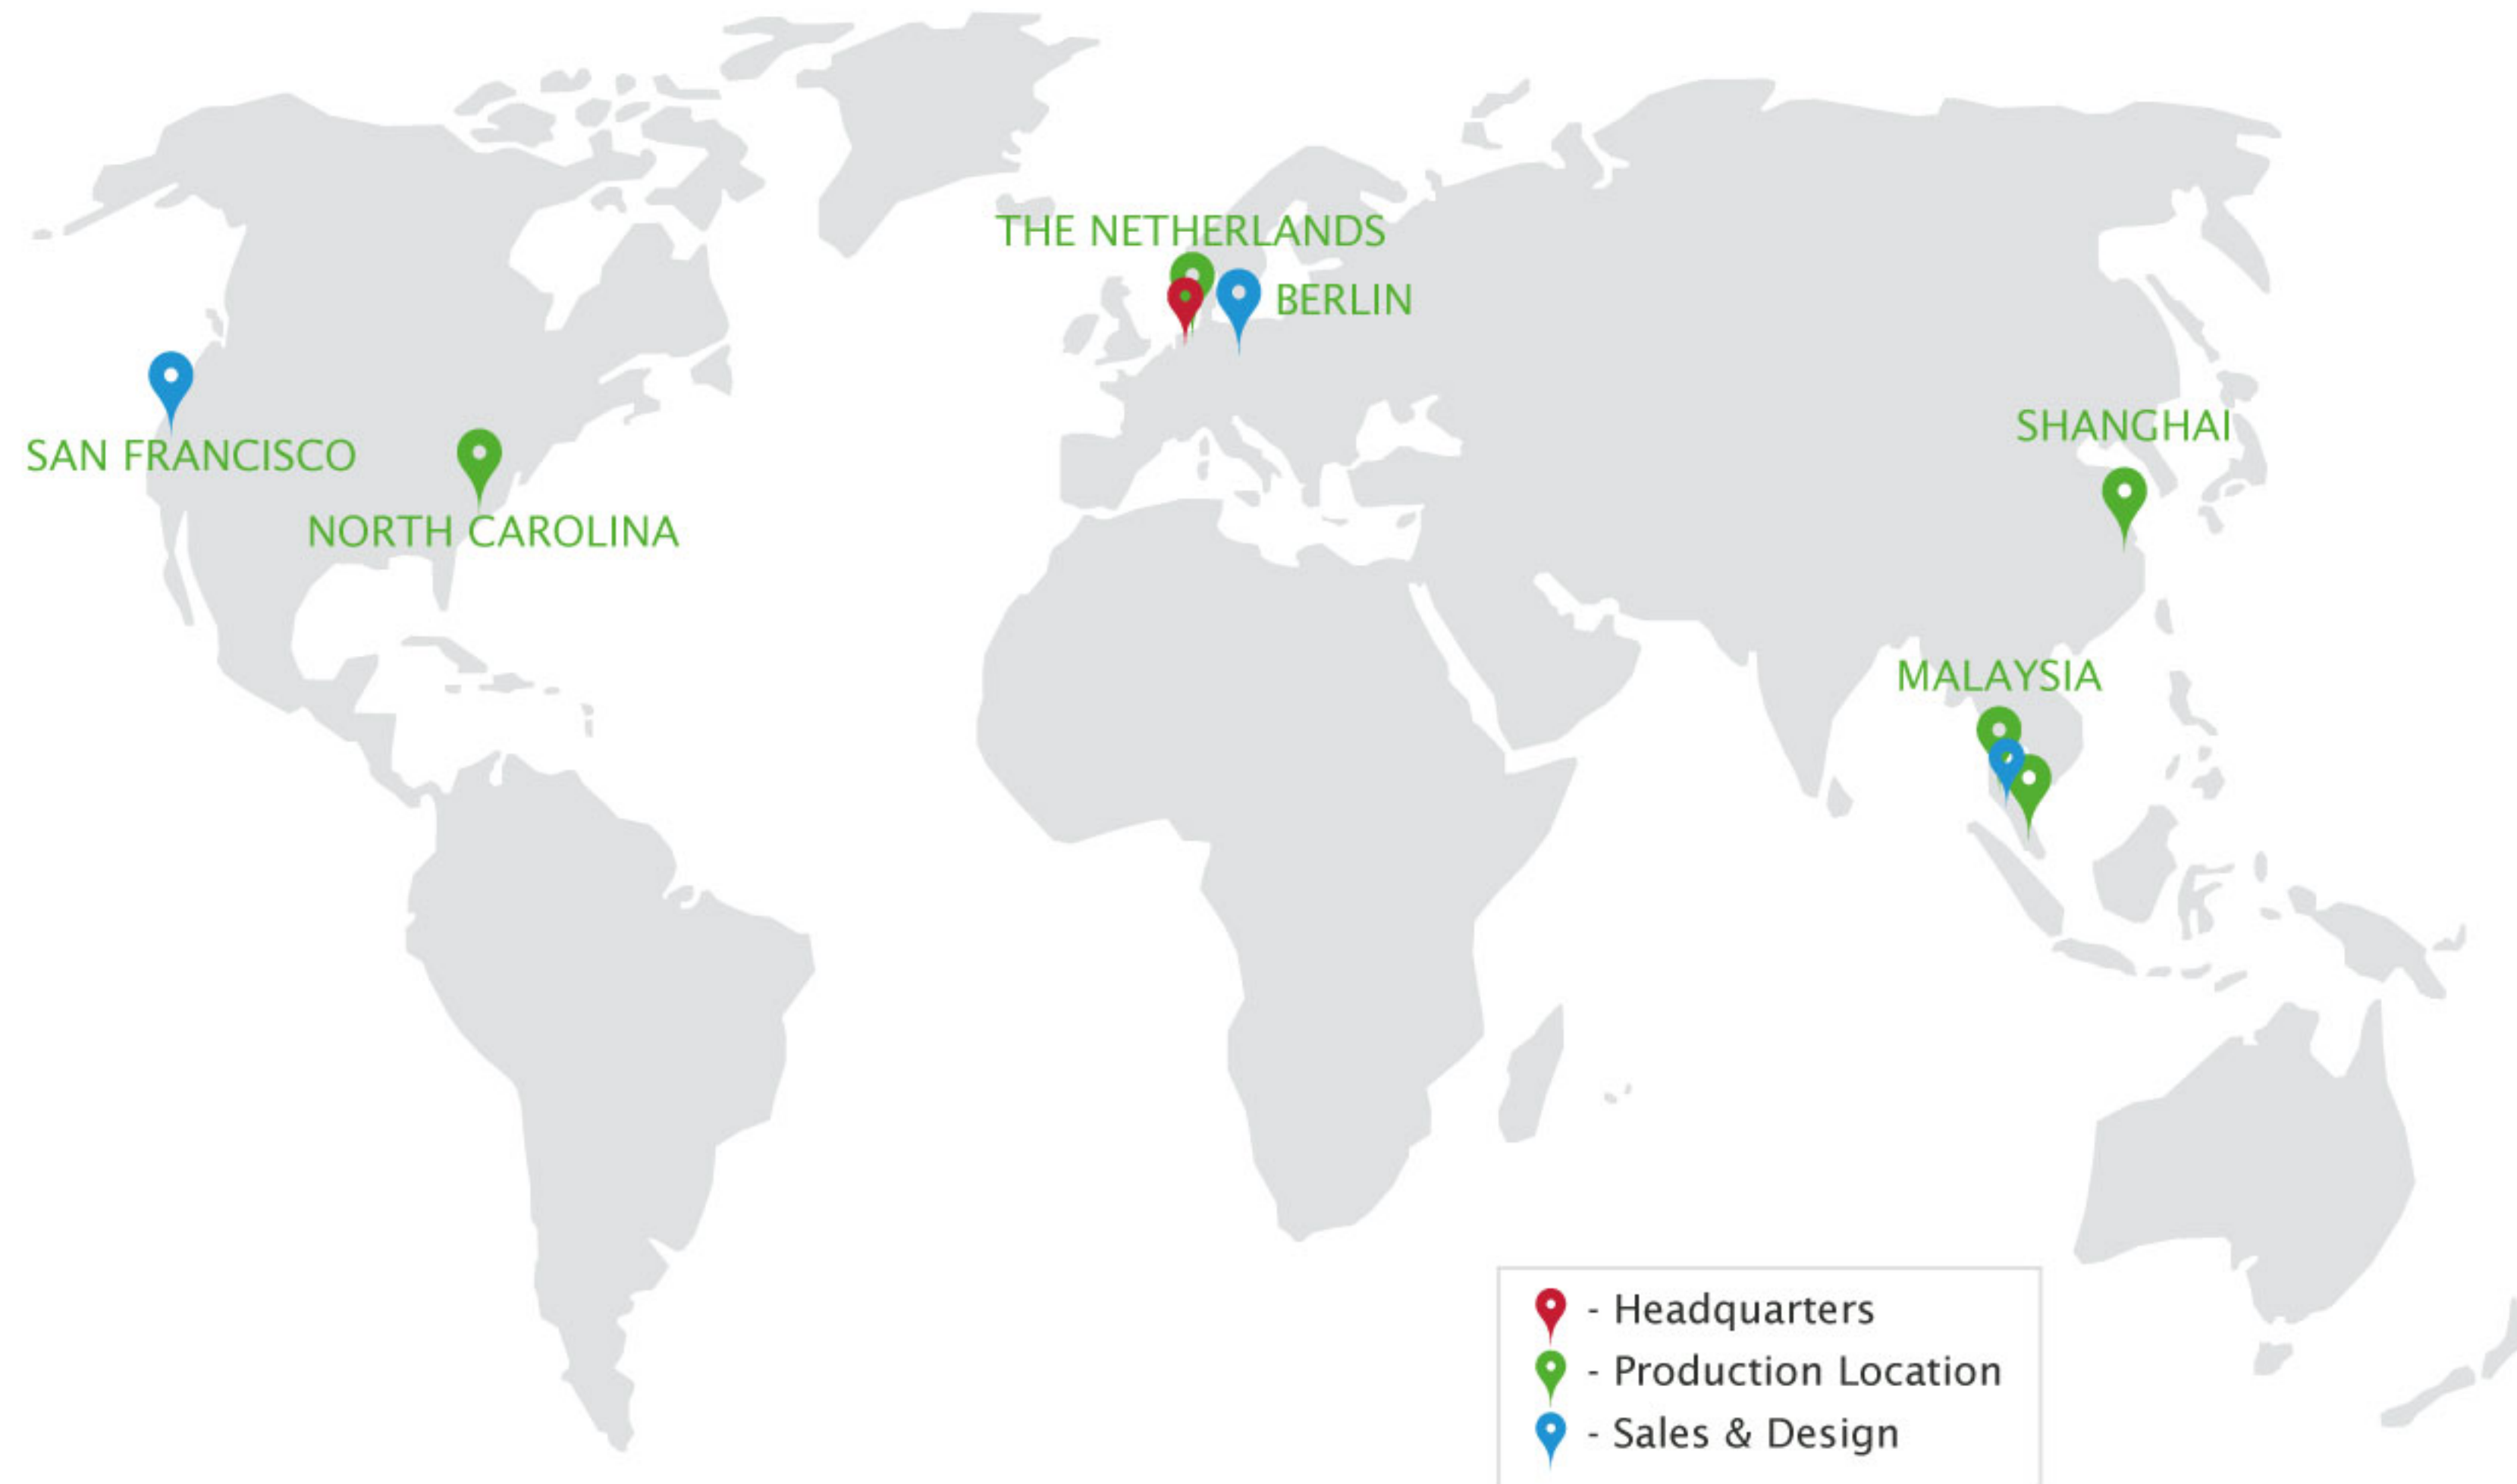 THE NETHERLANDS
BERLIN
SAN FRANCISCO
NORTH CAROLINA
SHANGHAI
MALAYSIA
- Headquarters
- Production Location
- Sales & Design